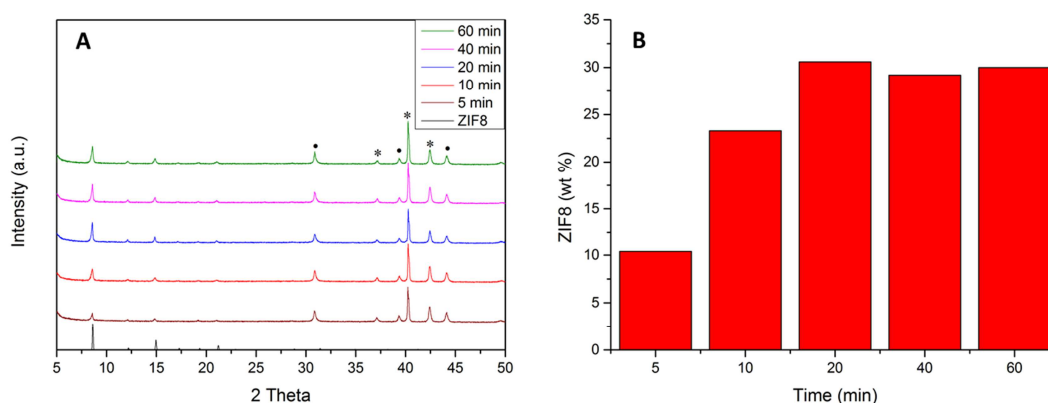 A
60 min
40 min
20 min
10 min
5 min
ZIF8
*
•
*
•
*
•
Intensity (a.u.)
5 10 15 20 25 30 35 40 45 50
2 Theta
B
35
30
25
20
15
10
5
0
ZIF8 (wt %)
5 10 20 40 60
Time (min)